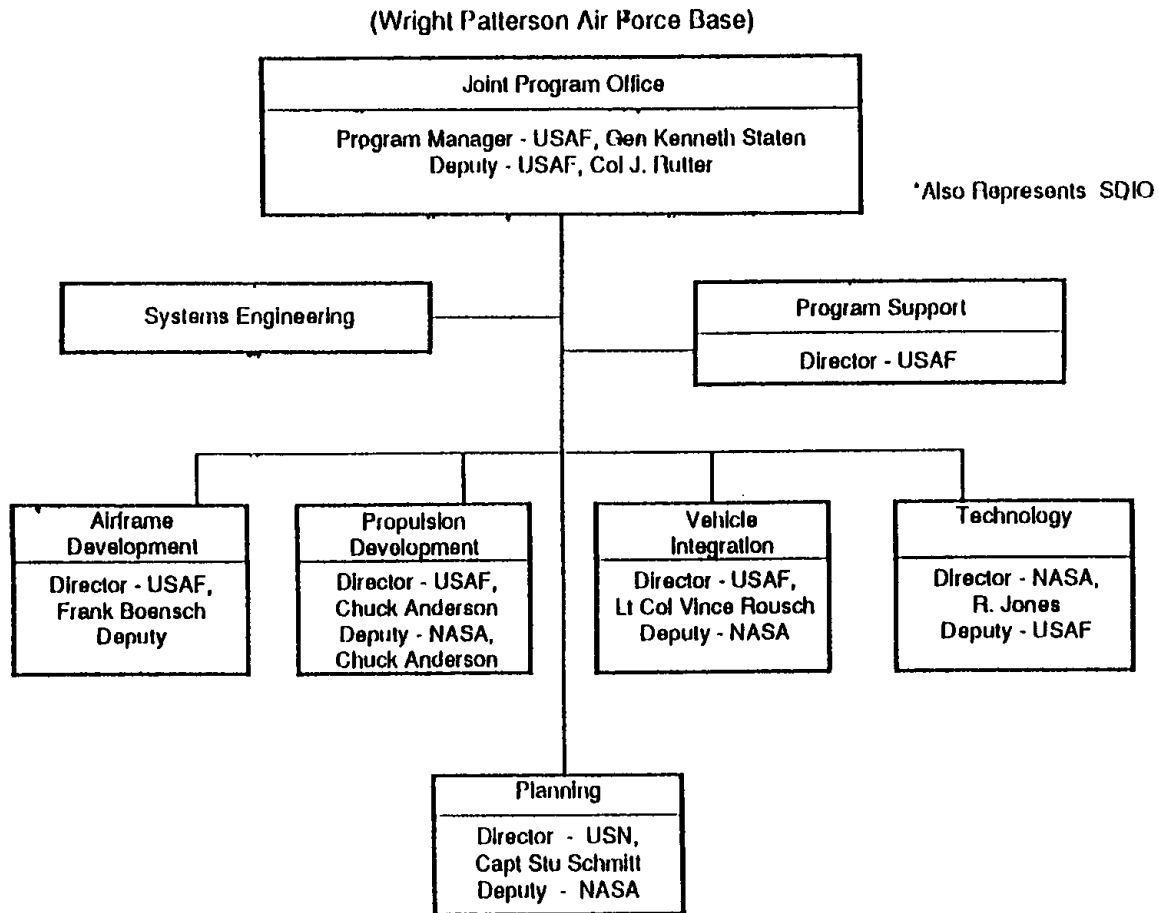 (Wright Patterson Air Force Base)
Joint Program Office
Program Manager - USAF, Gen Kenneth Staten
Deputy - USAF, Col J. Rutter
*Also Represents SDIO
Systems Engineering
Program Support
Director - USAF
Airframe
Development
Director - USAF,
Frank Boensch
Deputy
Propulsion
Development
Director - USAF,
Chuck Anderson
Deputy - NASA,
Chuck Anderson
Vehicle
Integration
Director - USAF,
Lt Col Vince Rousch
Deputy - NASA
Technology
Director - NASA,
R. Jones
Deputy - USAF
Planning
Director - USN,
Capt Stu Schmitt
Deputy - NASA